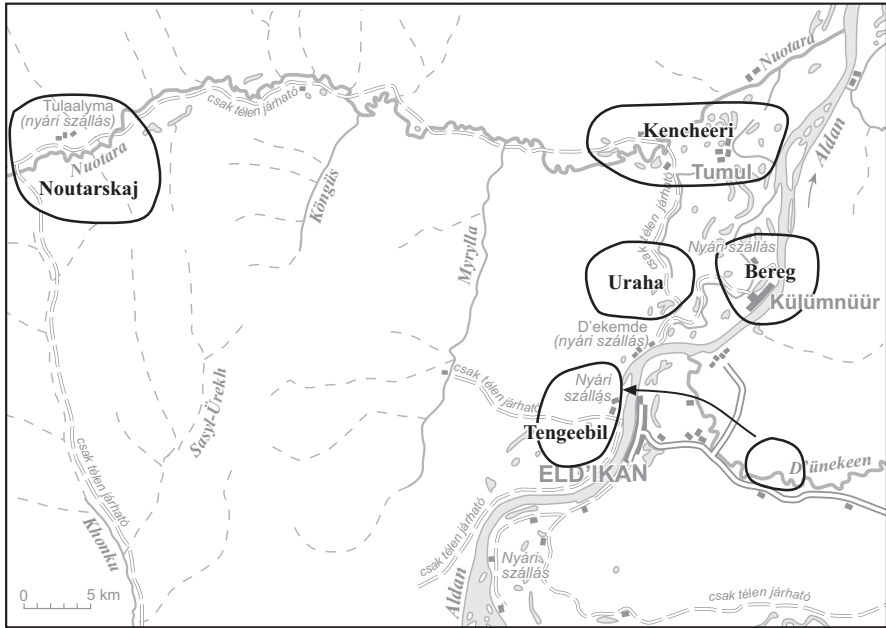 Nuotara
Tulaalyma
(nyári szállás)
csak télen járható
Kencheeri
Nuotara
Tumul
Aldan
Noutarskaj
Köngüs
csak télen járható
Nyári szállás
Myrylla
Uraha
Bereg
Külümnüür
D'ekemde
(nyári szállás)
csak télen járható
Nyári
szállás
Sasyl-Ürekh
Tengeebil
D'ünekeen
ELD'IKAN
csak télen járható
Khonku
csak télen járható
Nyári
szállás
Aldan
csak télen járható
0 5 km